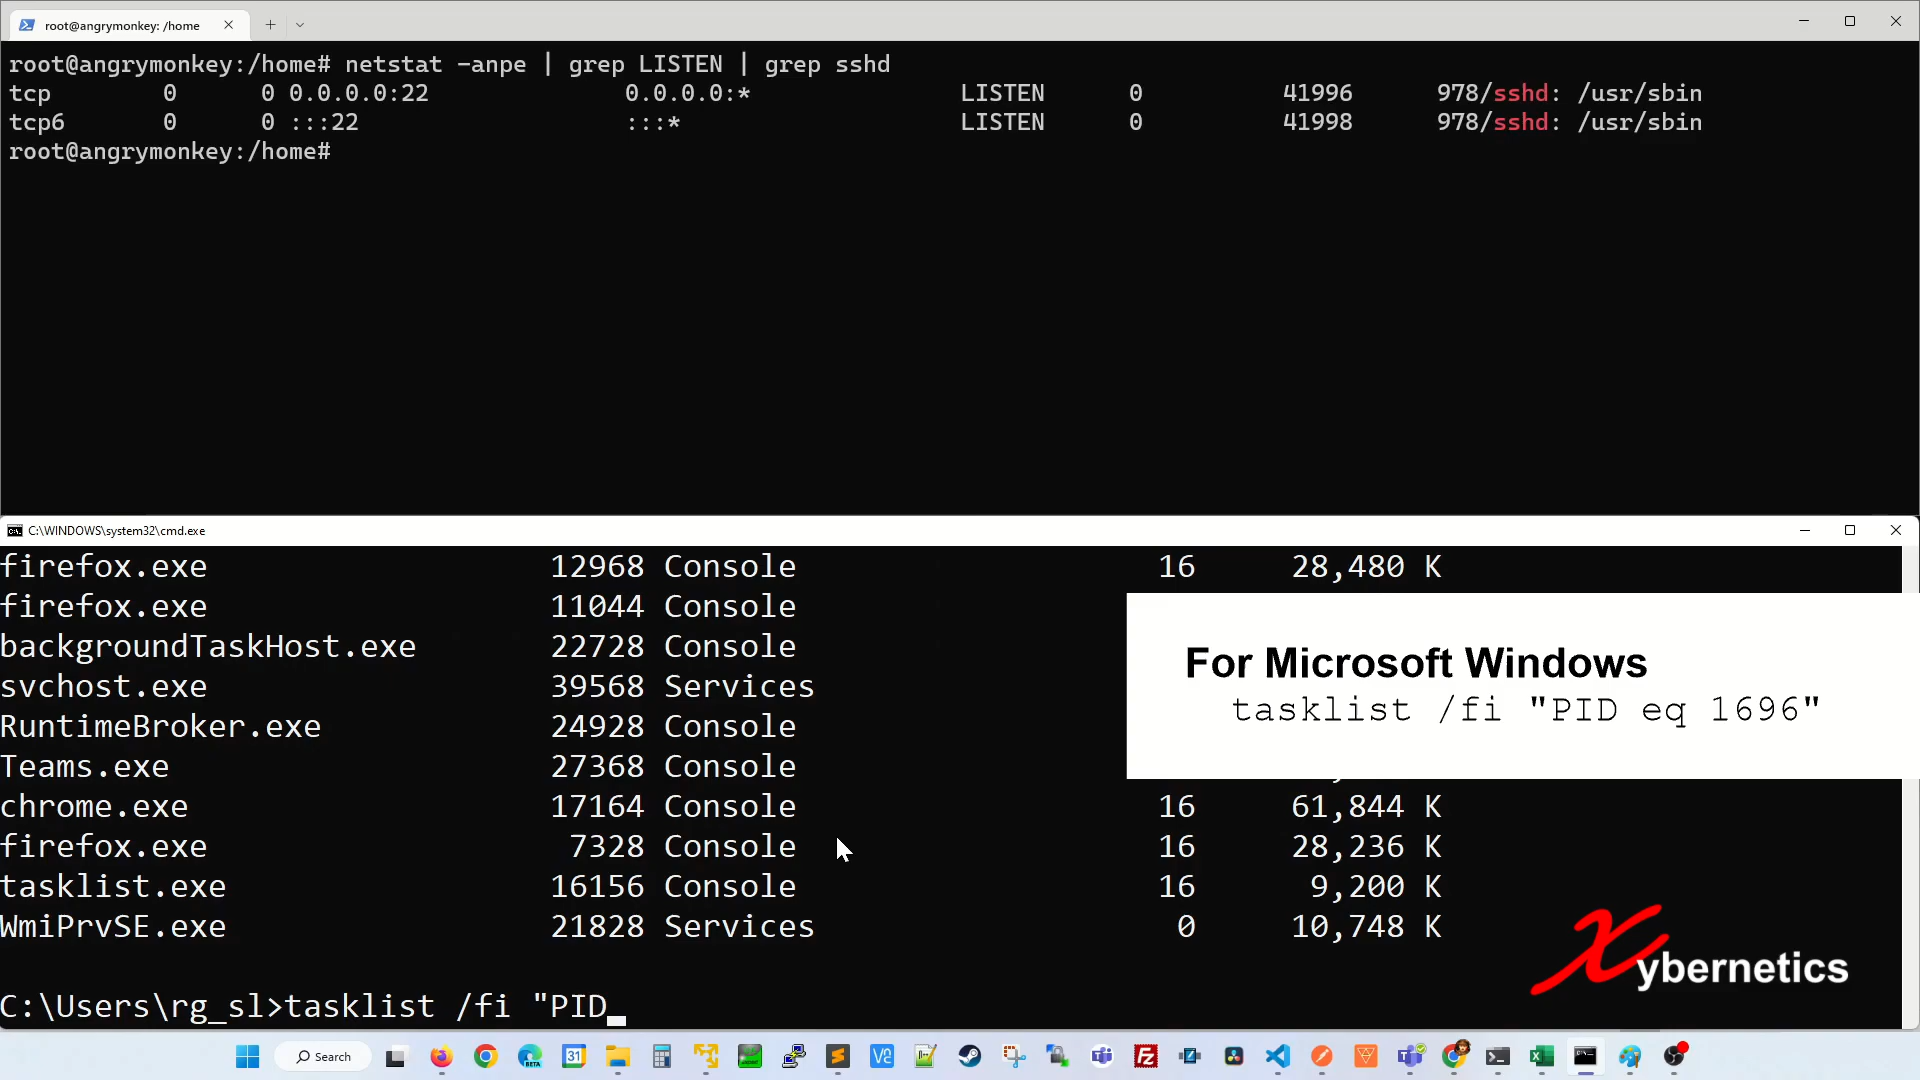 root@angrymonkey: /home
root@angrymonkey:/home# netstat -anpe | grep LISTEN | grep sshd
tcp 0 0 0.0.0.0:22 0.0.0.0:* LISTEN 0 41996 978/sshd: /usr/sbin
tcp6 0 0 :::22 :::* LISTEN 0 41998 978/sshd: /usr/sbin
root@angrymonkey:/home#
C:\WINDOWS\system32\cmd.exe
firefox.exe 12968 Console 16 28,480 K
firefox.exe 11044 Console
backgroundTaskHost.exe 22728 Console
svchost.exe 39568 Services
RuntimeBroker.exe 24928 Console
Teams.exe 27368 Console
chrome.exe 17164 Console 16 61,844 K
firefox.exe 7328 Console 16 28,236 K
tasklist.exe 16156 Console 16 9,200 K
WmiPrvSE.exe 21828 Services 0 10,748 K
For Microsoft Windows
tasklist /fi "PID eq 1696"
Xybernetics
C:\Users\rg_sl>tasklist /fi "PID
Search